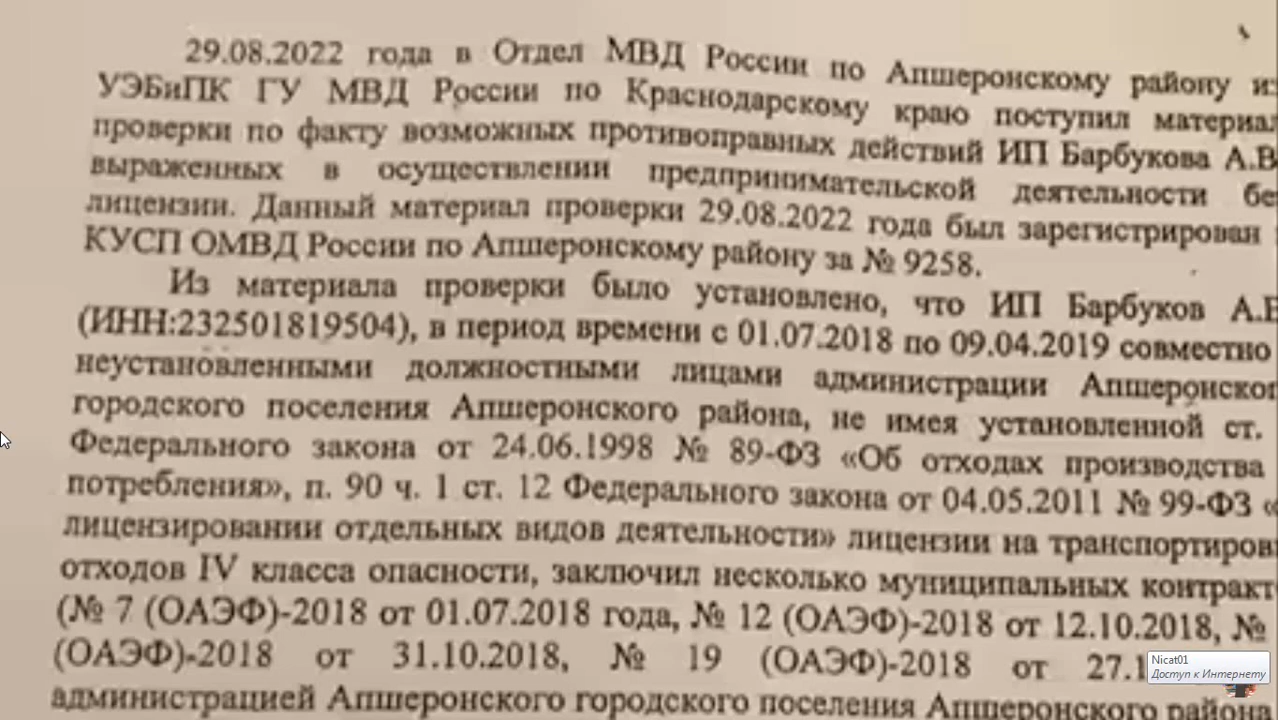 29.08.2022 года в Отдел МВД России по Апшеронскому району из
УЭБиПК ГУ МВД России по Краснодарскому краю поступил материал
проверки по факту возможных противоправных действий ИП Барбукова А.В
выраженных в осуществлении предпринимательской деятельности бе
лицензии. Данный материал проверки 29.08.2022 года был зарегистрирован
КУСП ОМВД России по Апшеронскому району за № 9258.
Из материала проверки было установлено, что ИП Барбуков А.В
(ИНН:232501819504), в период времени с 01.07.2018 по 09.04.2019 совместно
неустановленными должностными лицами администрации Апшеронског
городского поселения Апшеронского района, не имея установленной ст.
Федерального закона от 24.06.1998 № 89-ФЗ «Об отходах производства
потребления», п. 90 ч. 1 ст. 12 Федерального закона от 04.05.2011 № 99-ФЗ «
лицензировании отдельных видов деятельности» лицензии на транспортиров
отходов IV класса опасности, заключил несколько муниципальных контракт
(№ 7 (ОАЭФ)-2018 от 01.07.2018 года, № 12 (ОАЭФ)-2018 от 12.10.2018, №
(ОАЭФ)-2018 от 31.10.2018, № 19 (ОАЭФ)-2018 от 27.1
администрацией Апшеронского городского поселения Апшеронского района
Nicat01
Доступ к Интернету